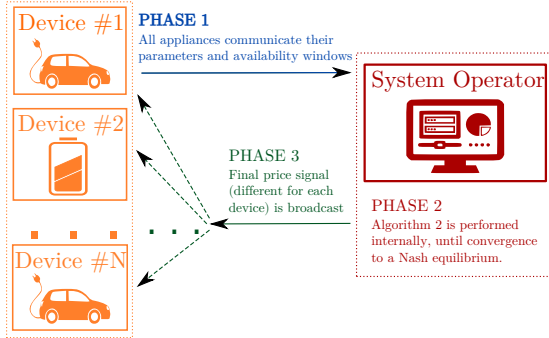 Device #1
PHASE 1
All appliances communicate their
parameters and availability windows
System Operator
Device #2
PHASE 3
Final price signal
(different for each
device) is broadcast
PHASE 2
Algorithm 2 is performed
internally, until convergence
to a Nash equilibrium.
Device #N